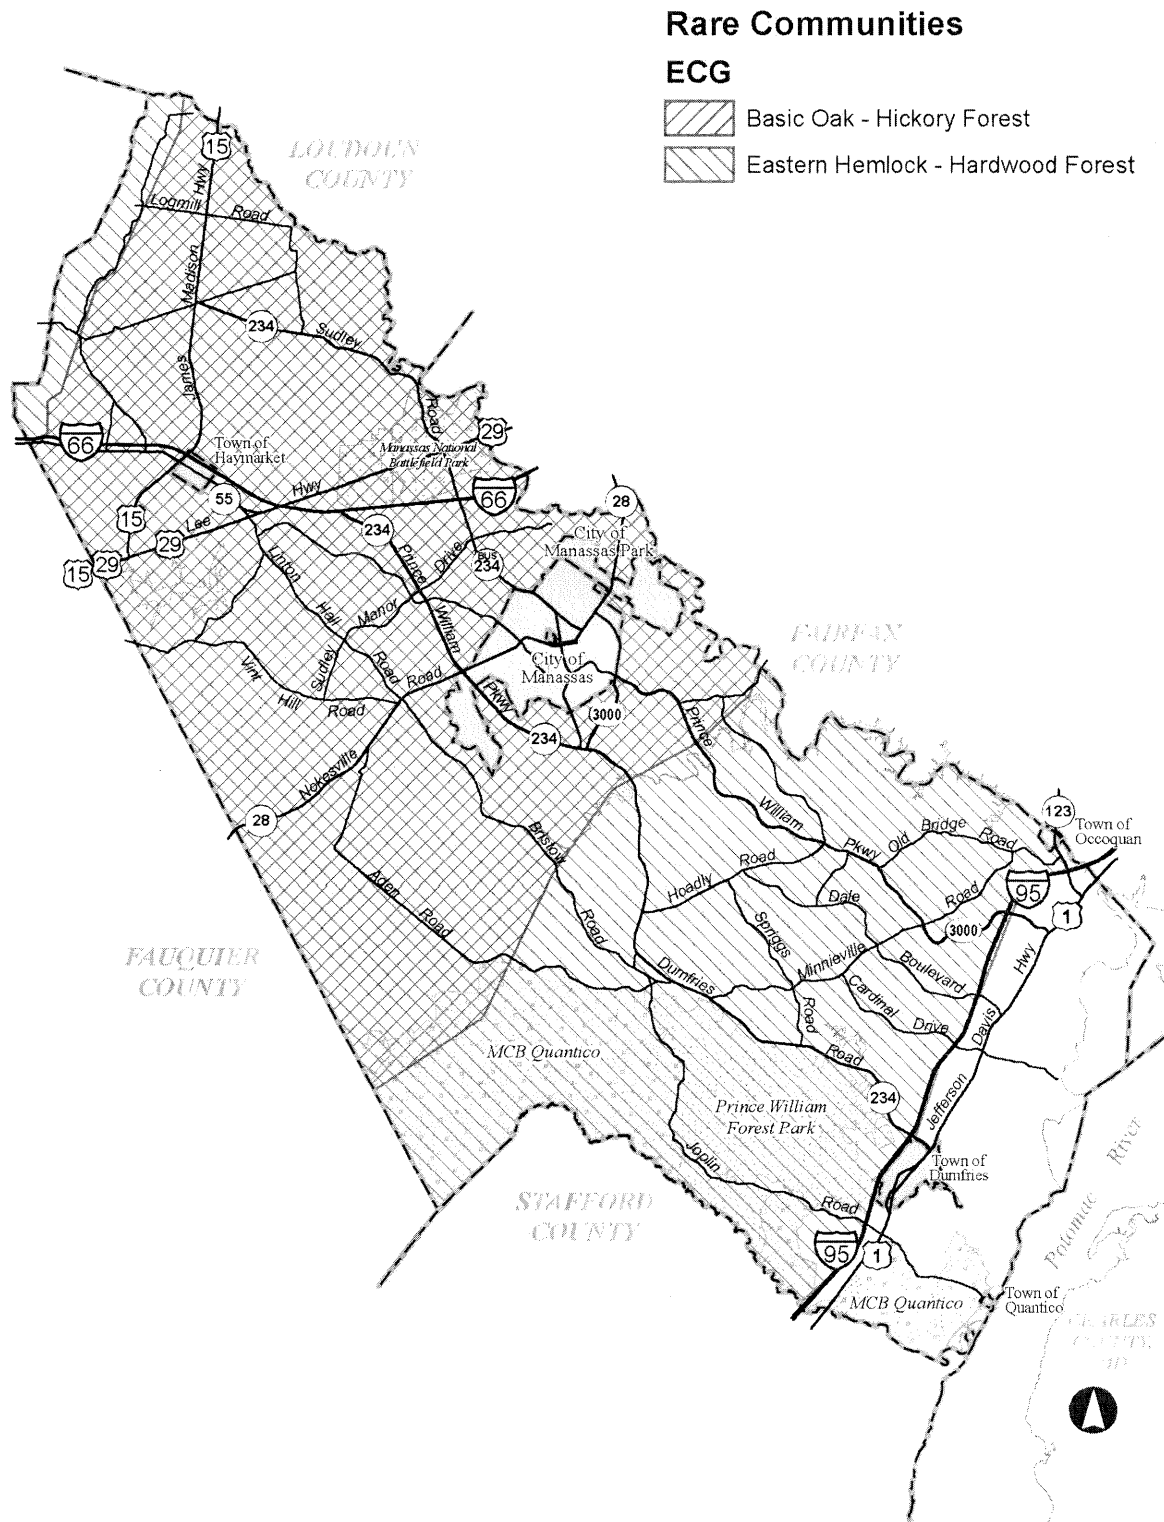 Rare Communities
ECG
Basic Oak - Hickory Forest
Eastern Hemlock - Hardwood Forest
LOUDOUN
COUNTY
15
Hwy
Logmill Road
Madison
234
Sudley
James
Road
29
66
Town of
Haymarket
Manassas National
Battlefield Park
55
Hwy
66
28
15
Lee
29
29
15
234
City of
Manassas Park
BUS
234
Prince
Drive
Linton
Hall
Manor
William
Sudley
Road
Road
City of
Manassas
FAIRFAX
COUNTY
Vint
Hill
Road
Pkwy
3000
234
Prince
Nokesville
28
William
Pkwy
Old Bridge Road
123
Town of
Occoquan
Bristow
Road
Hoadly Road
Dale
Road
95
1
Aden
Road
Spriggs
Road
3000
Minnieville
Boulevard
Hwy
FAUQUIER
COUNTY
Dumfries
Road
Cardinal
Drive
Davis
MCB Quantico
Jefferson
234
Prince William
Forest Park
River
Joplin
Road
Town of
Dumfries
STAFFORD
COUNTY
Potomac
95
1
MCB Quantico
Town of
Quantico
CHARLES
COUNTY,
MD